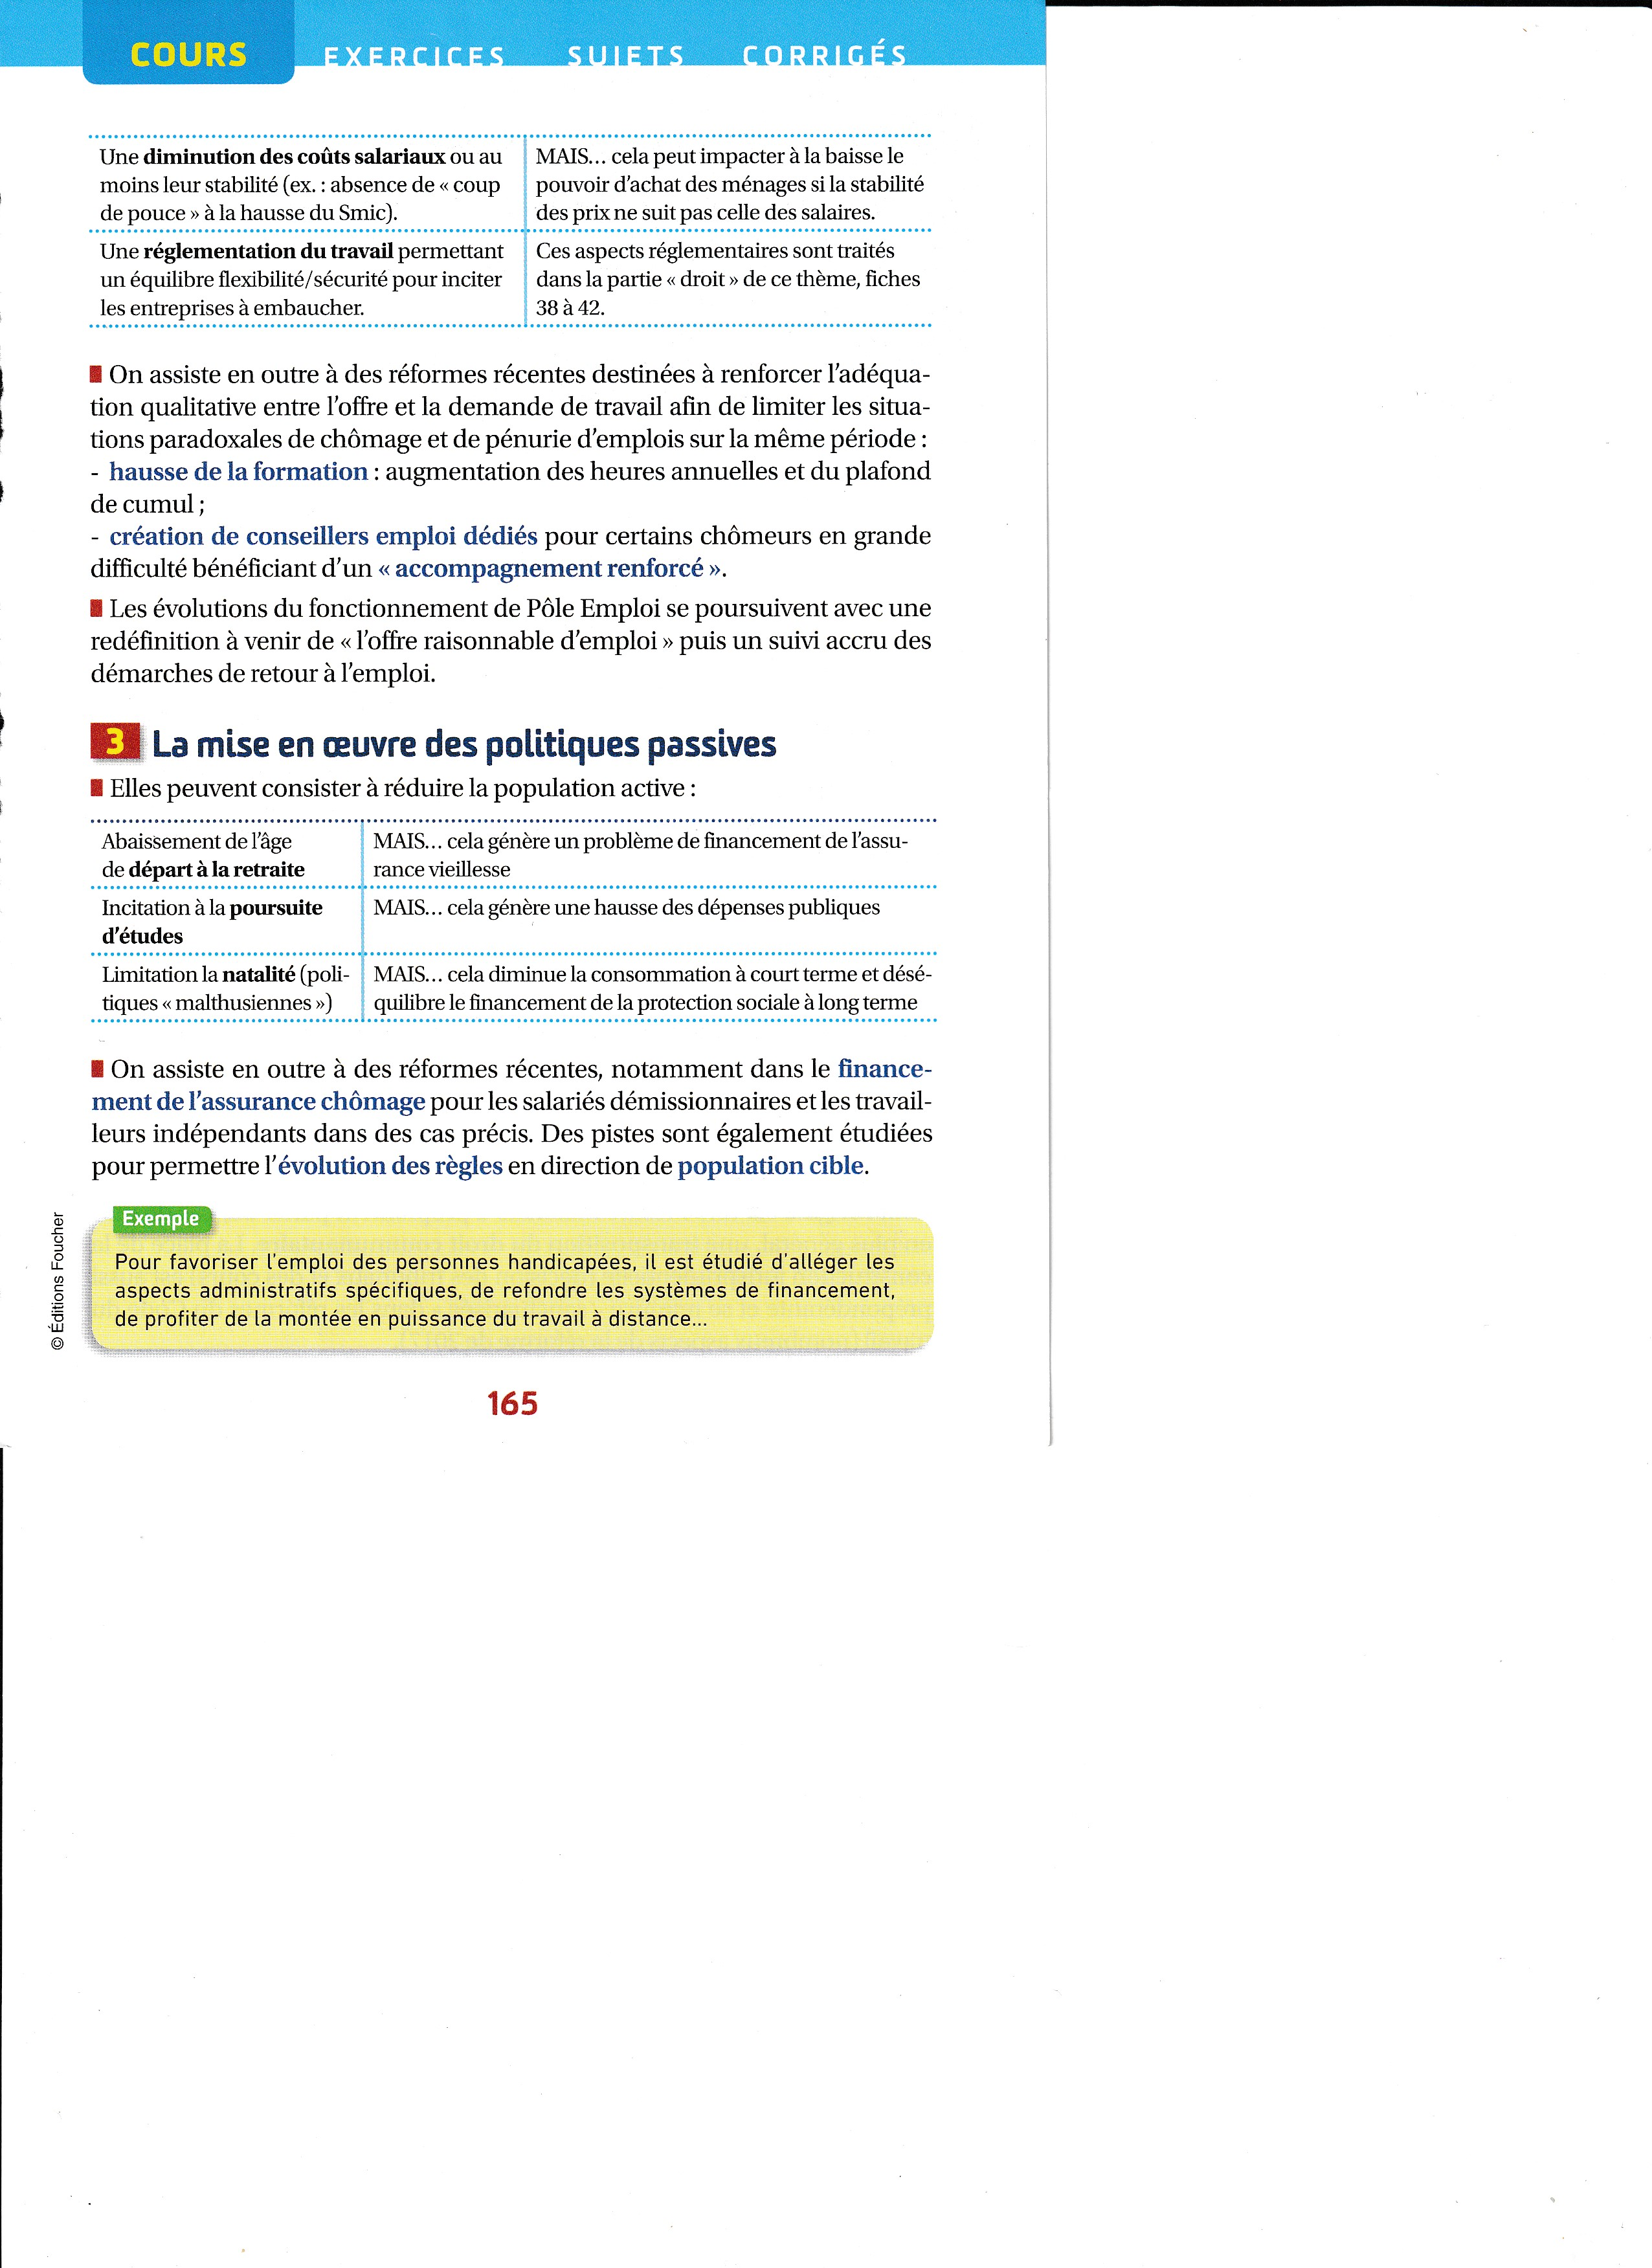 COURS EXERCICES SUJETS CORRIGÉS
Une diminution des coûts salariaux ou au
moins leur stabilité (ex. : absence de « coup
de pouce » à la hausse du Smic).
MAIS… cela peut impacter à la baisse le
pouvoir d'achat des ménages si la stabilité
des prix ne suit pas celle des salaires.
Une réglementation du travail permettant
un équilibre flexibilité/sécurité pour inciter
les entreprises à embaucher.
Ces aspects réglementaires sont traités
dans la partie « droit » de ce thème, fiches
38 à 42.
On assiste en outre à des réformes récentes destinées à renforcer l'adéqua-
tion qualitative entre l'offre et la demande de travail afin de limiter les situa-
tions paradoxales de chômage et de pénurie d'emplois sur la même période :
- hausse de la formation : augmentation des heures annuelles et du plafond
de cumul ;
- création de conseillers emploi dédiés pour certains chômeurs en grande
difficulté bénéficiant d'un « accompagnement renforcé ».
Les évolutions du fonctionnement de Pôle Emploi se poursuivent avec une
redéfinition à venir de « l'offre raisonnable d'emploi » puis un suivi accru des
démarches de retour à l'emploi.
3 La mise en œuvre des politiques passives
Elles peuvent consister à réduire la population active :
Abaissement de l'âge
de départ à la retraite
MAIS… cela génère un problème de financement de l'assu-
rance vieillesse
Incitation à la poursuite
d'études
MAIS… cela génère une hausse des dépenses publiques
Limitation la natalité (poli-
tiques « malthusiennes »)
MAIS… cela diminue la consommation à court terme et désé-
quilibre le financement de la protection sociale à long terme
On assiste en outre à des réformes récentes, notamment dans le finance-
ment de l'assurance chômage pour les salariés démissionnaires et les travail-
leurs indépendants dans des cas précis. Des pistes sont également étudiées
pour permettre l'évolution des règles en direction de population cible.
Exemple
Pour favoriser l'emploi des personnes handicapées, il est étudié d'alléger les
aspects administratifs spécifiques, de refondre les systèmes de financement,
de profiter de la montée en puissance du travail à distance…
© Éditions Foucher
165